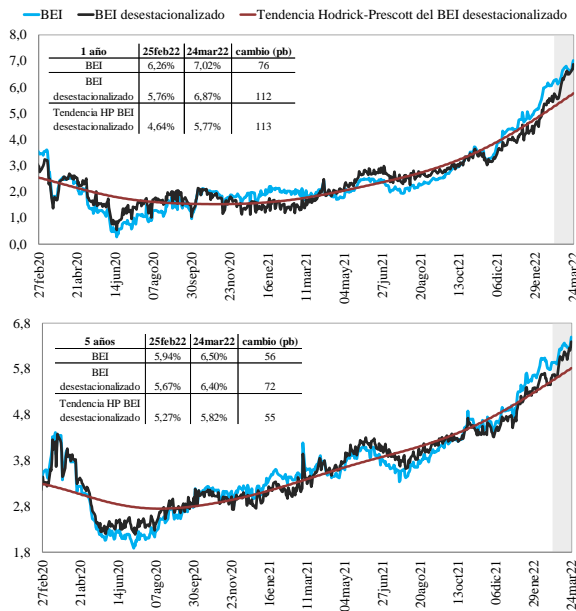 BEI BEI desestacionalizado Tendencia Hodrick-Prescott del BEI desestacionalizado
8,0
7,0
6,0
5,0
4,0
3,0
2,0
1,0
0,0
1 año 25feb22 24mar22 cambio (pb)
BEI 6,26% 7,02% 76
BEI
desestacionalizado 5,76% 6,87% 112
Tendencia HP BEI
desestacionalizado 4,64% 5,77% 113
27feb20
21abr20
14jun20
07ago20
30sep20
23nov20
16ene21
11mar21
04may21
27jun21
20ago21
13oct21
06dic21
29ene22
24mar22
6,8
5,8
4,8
3,8
2,8
1,8
5 años 25feb22 24mar22 cambio (pb)
BEI 5,94% 6,50% 56
BEI
desestacionalizado 5,67% 6,40% 72
Tendencia HP BEI
desestacionalizado 5,27% 5,82% 55
27feb20
21abr20
14jun20
07ago20
30sep20
23nov20
16ene21
11mar21
04may21
27jun21
20ago21
13oct21
06dic21
29ene22
24mar22